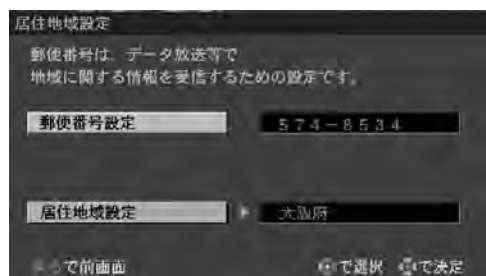 居住地域設定
郵便番号は、データ放送等で
地域に関する情報を受信するための設定です。
郵便番号設定
574-8534
居住地域設定
大阪府
で前画面
で選択 で決定